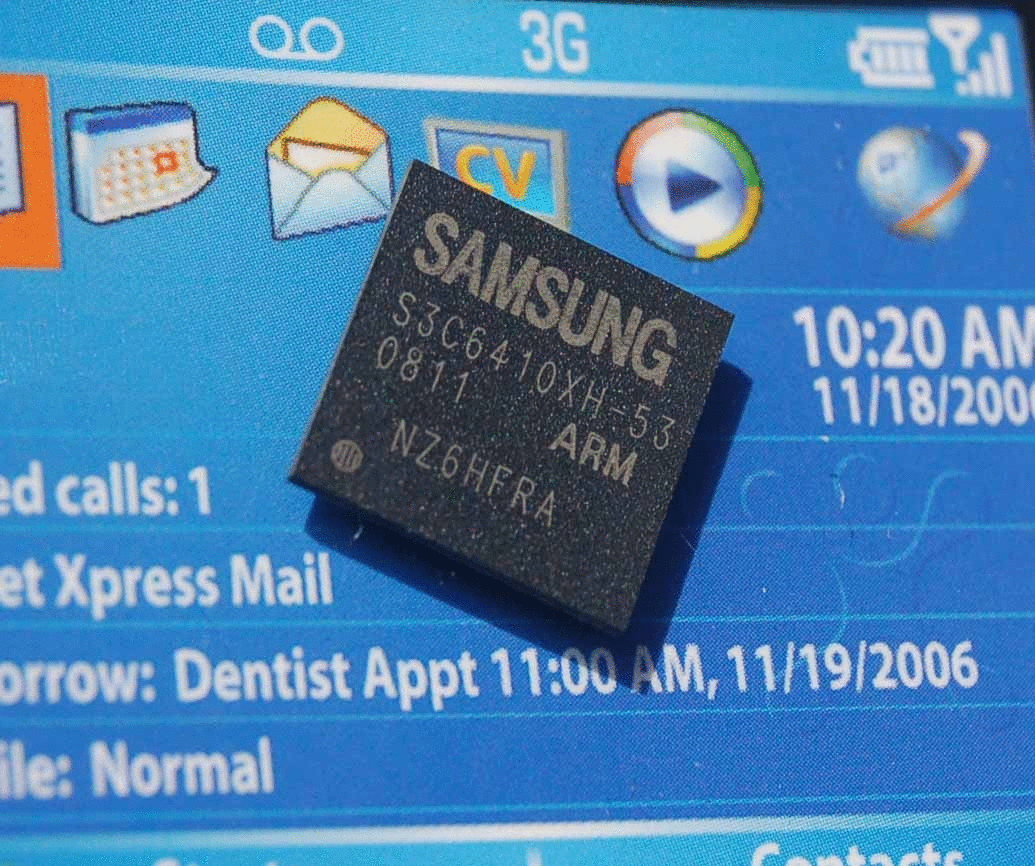 3G
CV
SAMSUNG
S3C6410XH-53
0811
ARM
NZ6HFRA
10:20 AM
11/18/200
ed calls: 1
et Xpress Mail
orrow: Dentist Appt 11:00 AM, 11/19/2006
ile: Normal
Contacts